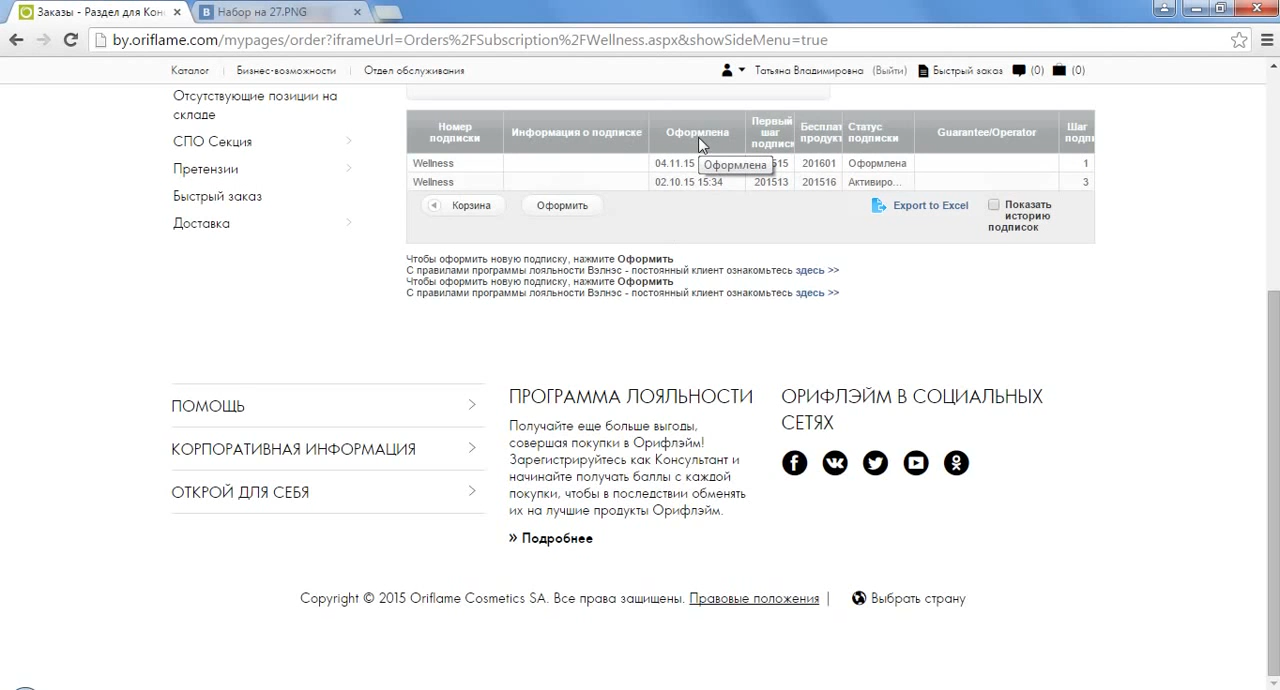 Заказы - Раздел для Кон
Набор на 27.PNG
by.oriflame.com/mypages/order?iframeUrl=Orders%2FSubscription%2FWellness.aspx&showSideMenu=true
Каталог | Бизнес-возможности | Отдел обслуживания Татьяна Владимировна (Выйти) Быстрый заказ (0) (0)
Отсутствующие позиции на
складе
СПО Секция
Претензии
Быстрый заказ
Доставка
Номер подписки Информация о подписке Оформлена Первый шаг подписк Бесплат продукт Статус подписки Guarantee/Operator Шаг подпи
Wellness 04.11.15 515 201601 Оформлена 1
Оформлена
Wellness 02.10.15 15:34 201513 201516 Активиро... 3
Корзина Оформить Export to Excel Показать
историю
подписок
Чтобы оформить новую подписку, нажмите Оформить
С правилами программы лояльности Вэлнэс - постоянный клиент ознакомьтесь здесь >>
Чтобы оформить новую подписку, нажмите Оформить
С правилами программы лояльности Вэлнэс - постоянный клиент ознакомьтесь здесь >>
ПОМОЩЬ
КОРПОРАТИВНАЯ ИНФОРМАЦИЯ
ОТКРОЙ ДЛЯ СЕБЯ
ПРОГРАММА ЛОЯЛЬНОСТИ
Получайте еще больше выгоды,
совершая покупки в Орифлэйм!
Зарегистрируйтесь как Консультант и
начинайте получать баллы с каждой
покупки, чтобы в последствии обменять
их на лучшие продукты Орифлэйм.
» Подробнее
ОРИФЛЭЙМ В СОЦИАЛЬНЫХ
СЕТЯХ
Copyright © 2015 Oriflame Cosmetics SA. Все права защищены. Правовые положения | Выбрать страну